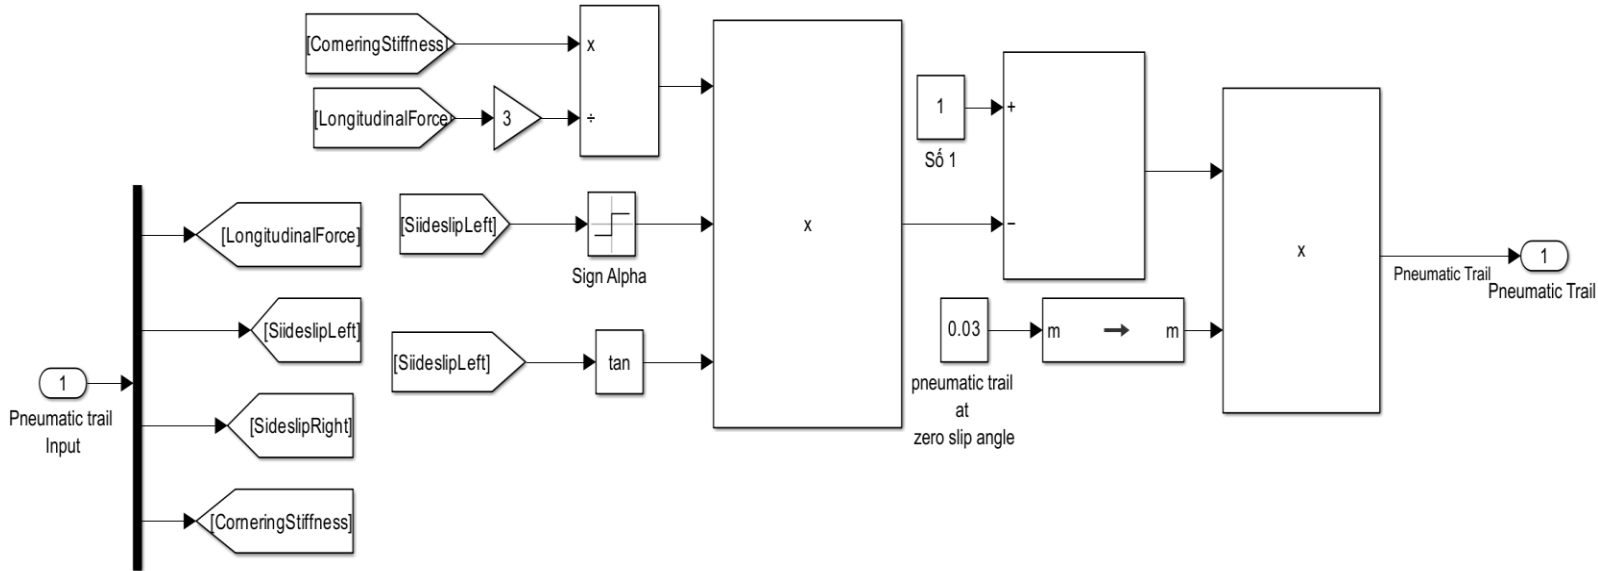 [CorneringStiffness]
x
[LongitudinalForce]
3
÷
1
+
Số 1
[LongitudinalForce]
[SiideslipLeft]
Sign Alpha
x
−
x
Pneumatic Trail
1
Pneumatic Trail
[SiideslipLeft]
[SiideslipLeft]
tan
0.03
m
m
pneumatic trail
at
zero slip angle
1
Pneumatic trail
Input
[SideslipRight]
[CorneringStiffness]